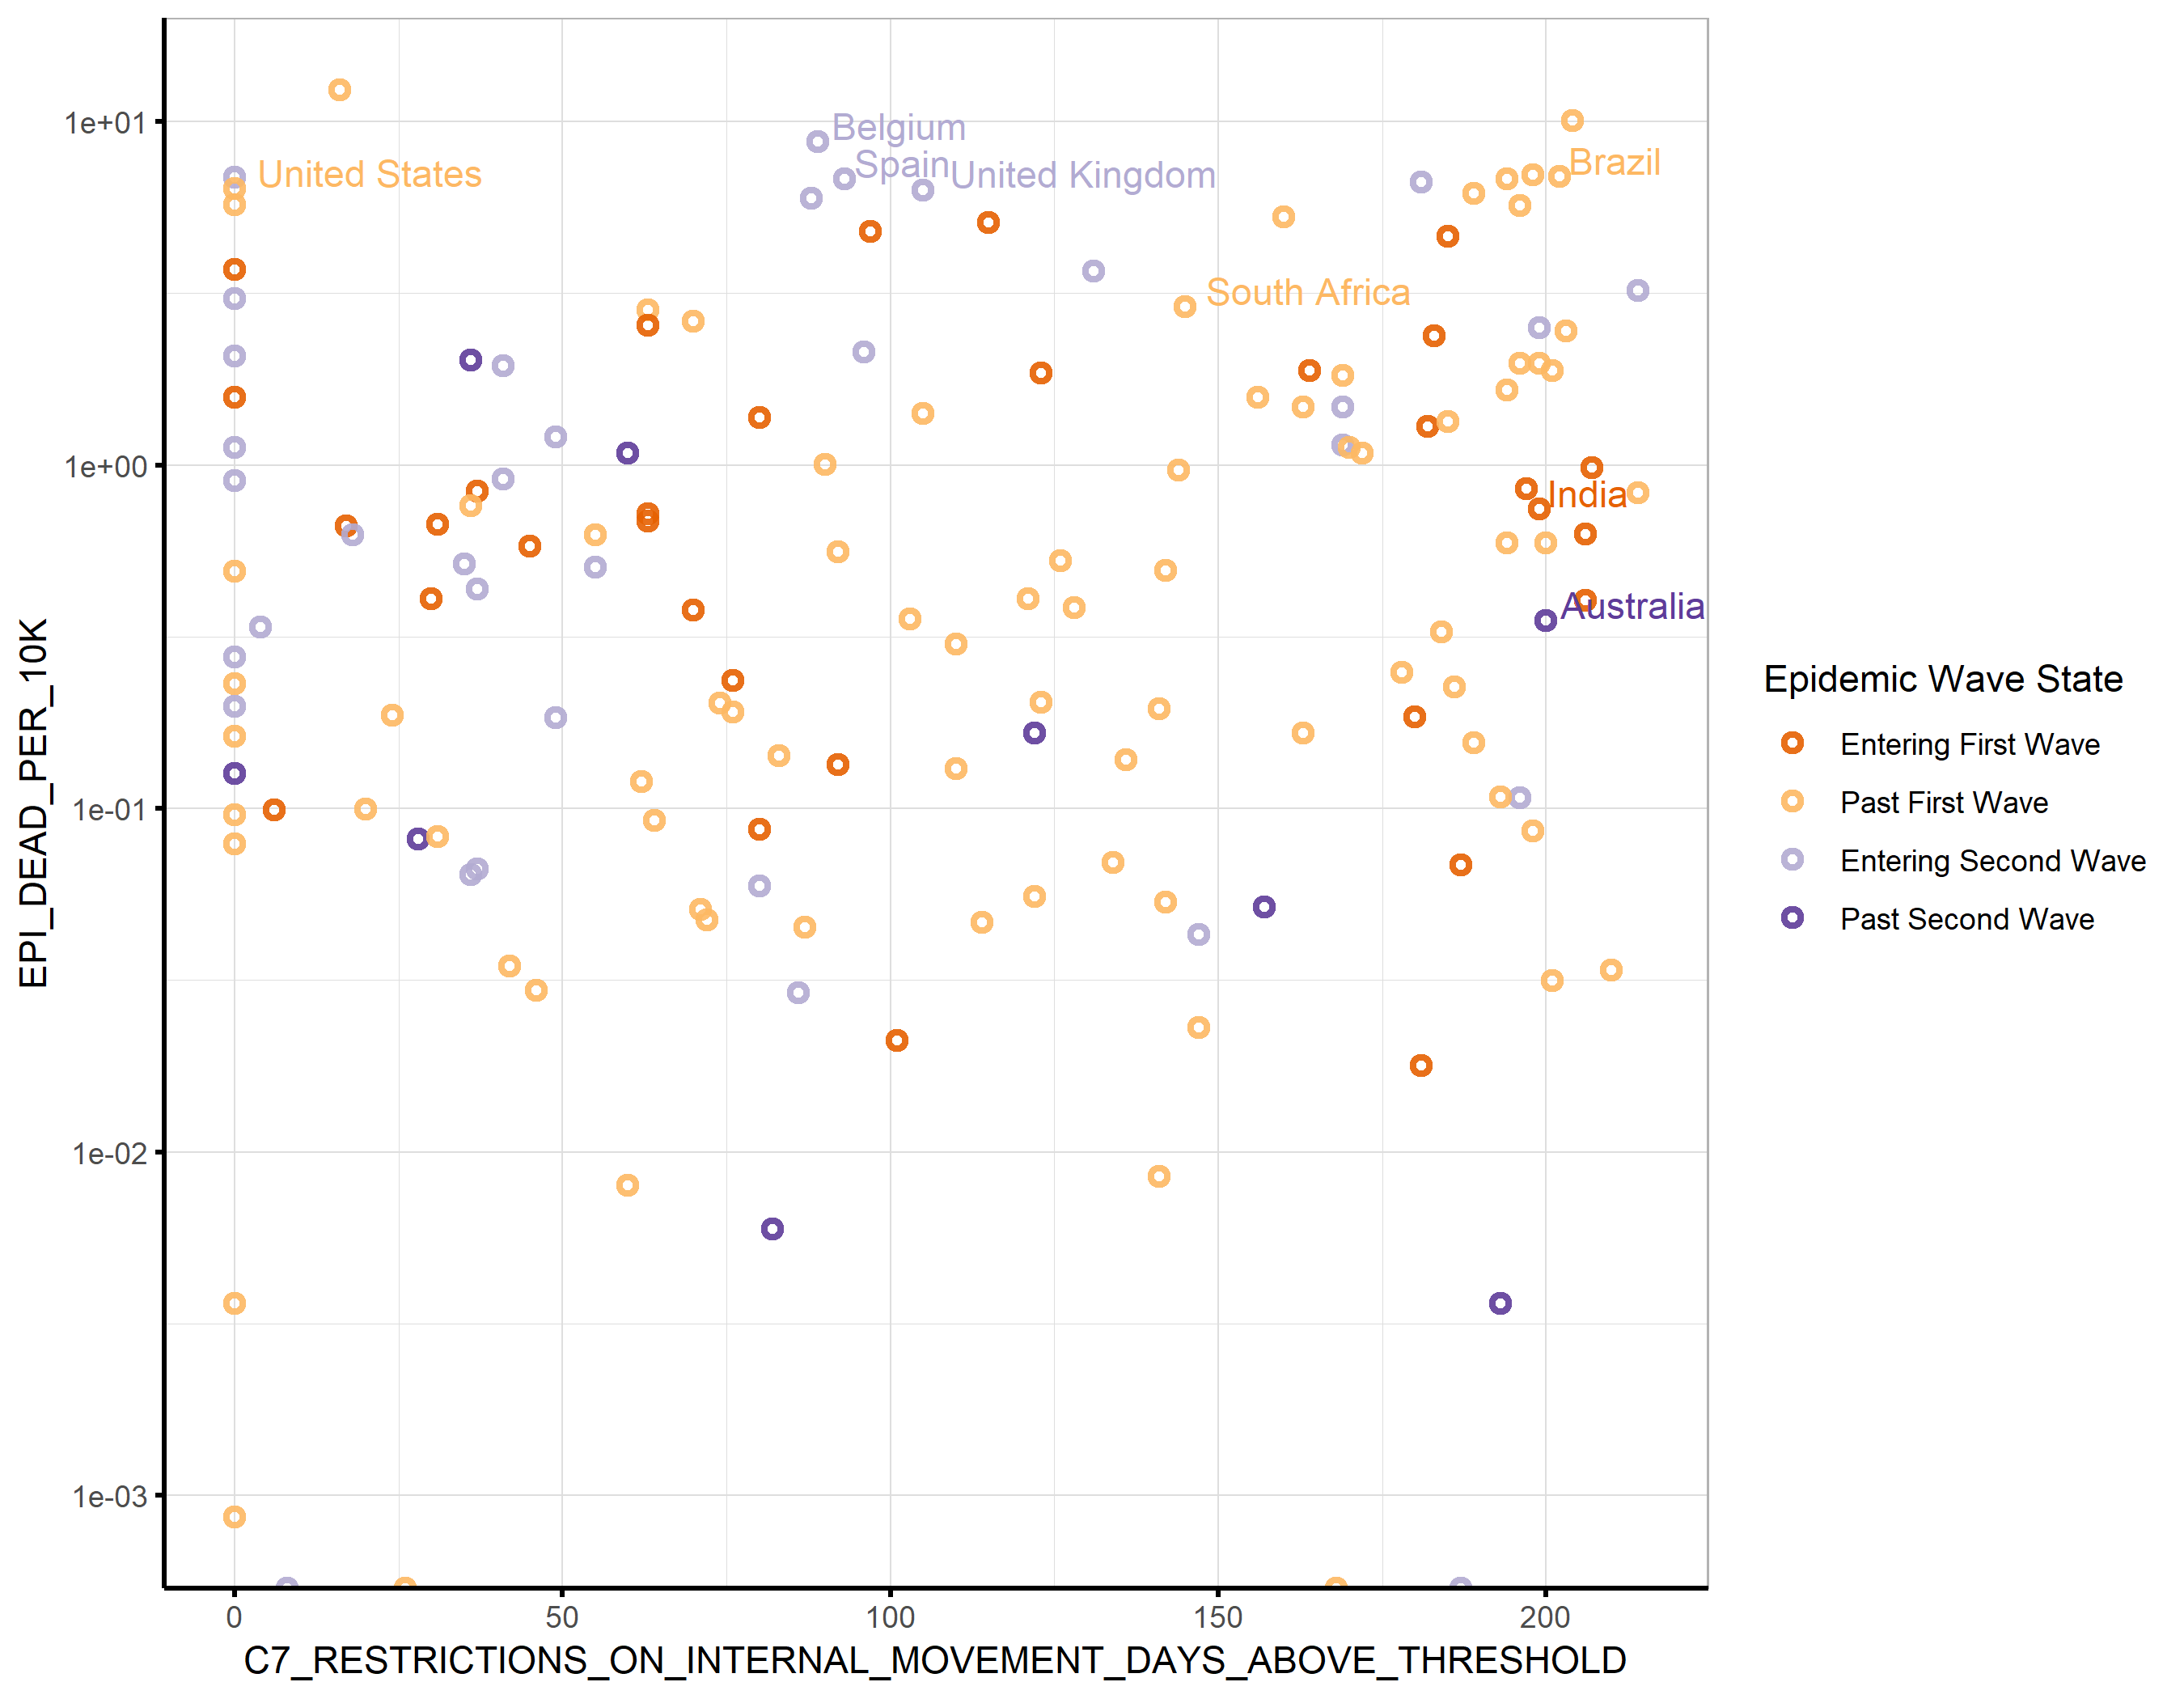 EPI_DEAD_PER_10K
1e+01
1e+00
1e-01
1e-02
1e-03
United States
Belgium
Spain
United Kingdom
Brazil
South Africa
India
Australia
0
50
100
150
200
C7_RESTRICTIONS_ON_INTERNAL_MOVEMENT_DAYS_ABOVE_THRESHOLD
Epidemic Wave State
Entering First Wave
Past First Wave
Entering Second Wave
Past Second Wave